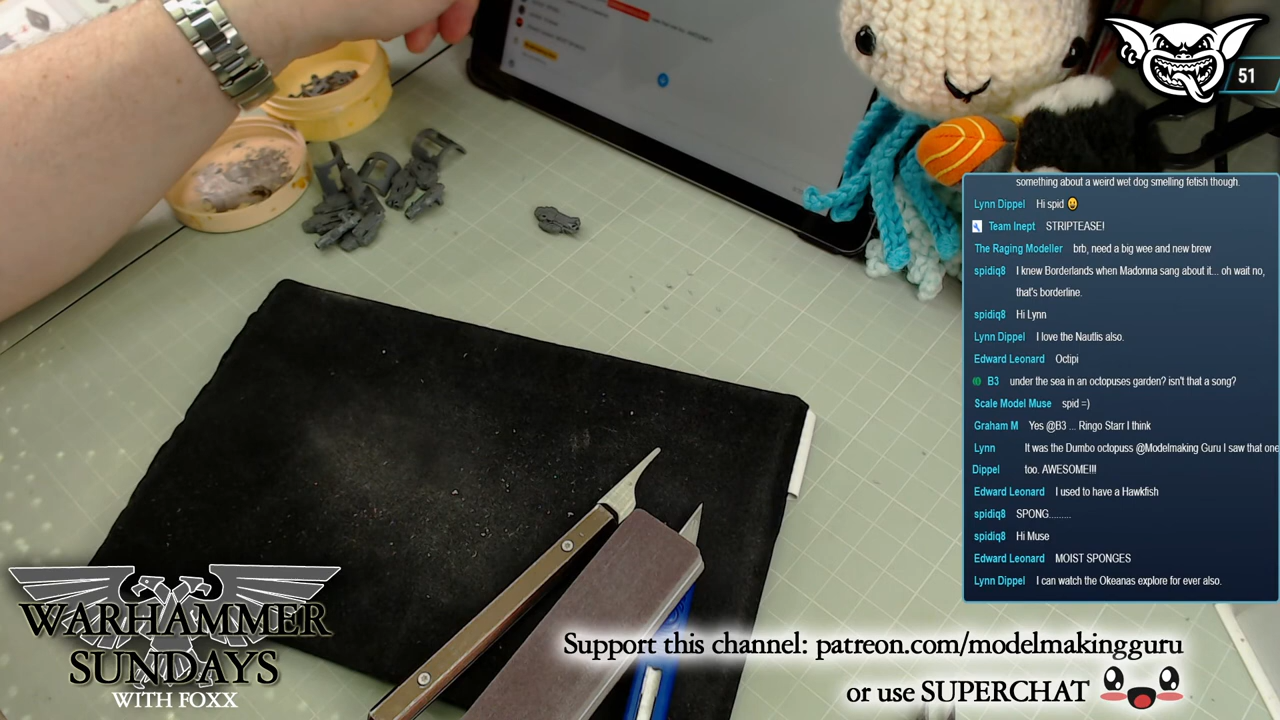 51
something about a weird wet dog smelling fetish though.
Lynn Dippel Hi spid
Team Inept STRIPTEASE!
The Raging Modeller brb, need a big wee and new brew
spidiq8 I knew Borderlands when Madonna sang about it... oh wait no,
that's borderline.
spidiq8 Hi Lynn
Lynn Dippel I love the Nautlis also.
Edward Leonard Octipi
B3 under the sea in an octopuses garden? isn't that a song?
Scale Model Muse spid =)
Graham M Yes @B3 ... Ringo Starr I think
Lynn It was the Dumbo octopuss @Modelmaking Guru I saw that one
Dippel too. AWESOME!!!
Edward Leonard I used to have a Hawkfish
spidiq8 SPONG.........
spidiq8 Hi Muse
Edward Leonard MOIST SPONGES
Lynn Dippel I can watch the Okeanas explore for ever also.
WARHAMMER
SUNDAYS
WITH FOXX
Support this channel: patreon.com/modelmakingguru
or use SUPERCHAT